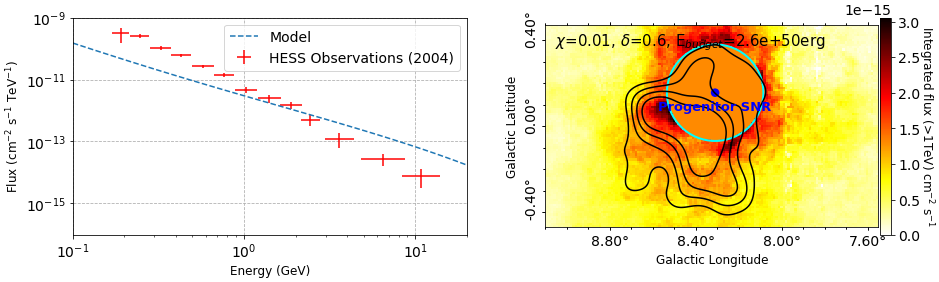 10⁻⁹
10⁻¹¹
10⁻¹³
10⁻¹⁵
Flux (cm⁻² s⁻¹ TeV⁻¹)
10⁻¹
10⁰
10¹
Energy (GeV)
Model
HESS Observations (2004)
χ=0.01, δ=0.6, E_Budget=2.6e+50erg
Progenitor SNR
0.40°
0.00°
-0.40°
Galactic Latitude
8.80°
8.40°
8.00°
7.60°
Galactic Longitude
1e−15
3.0
2.5
2.0
1.5
1.0
0.5
0.0
Integrated flux (>1TeV) cm⁻² s⁻¹